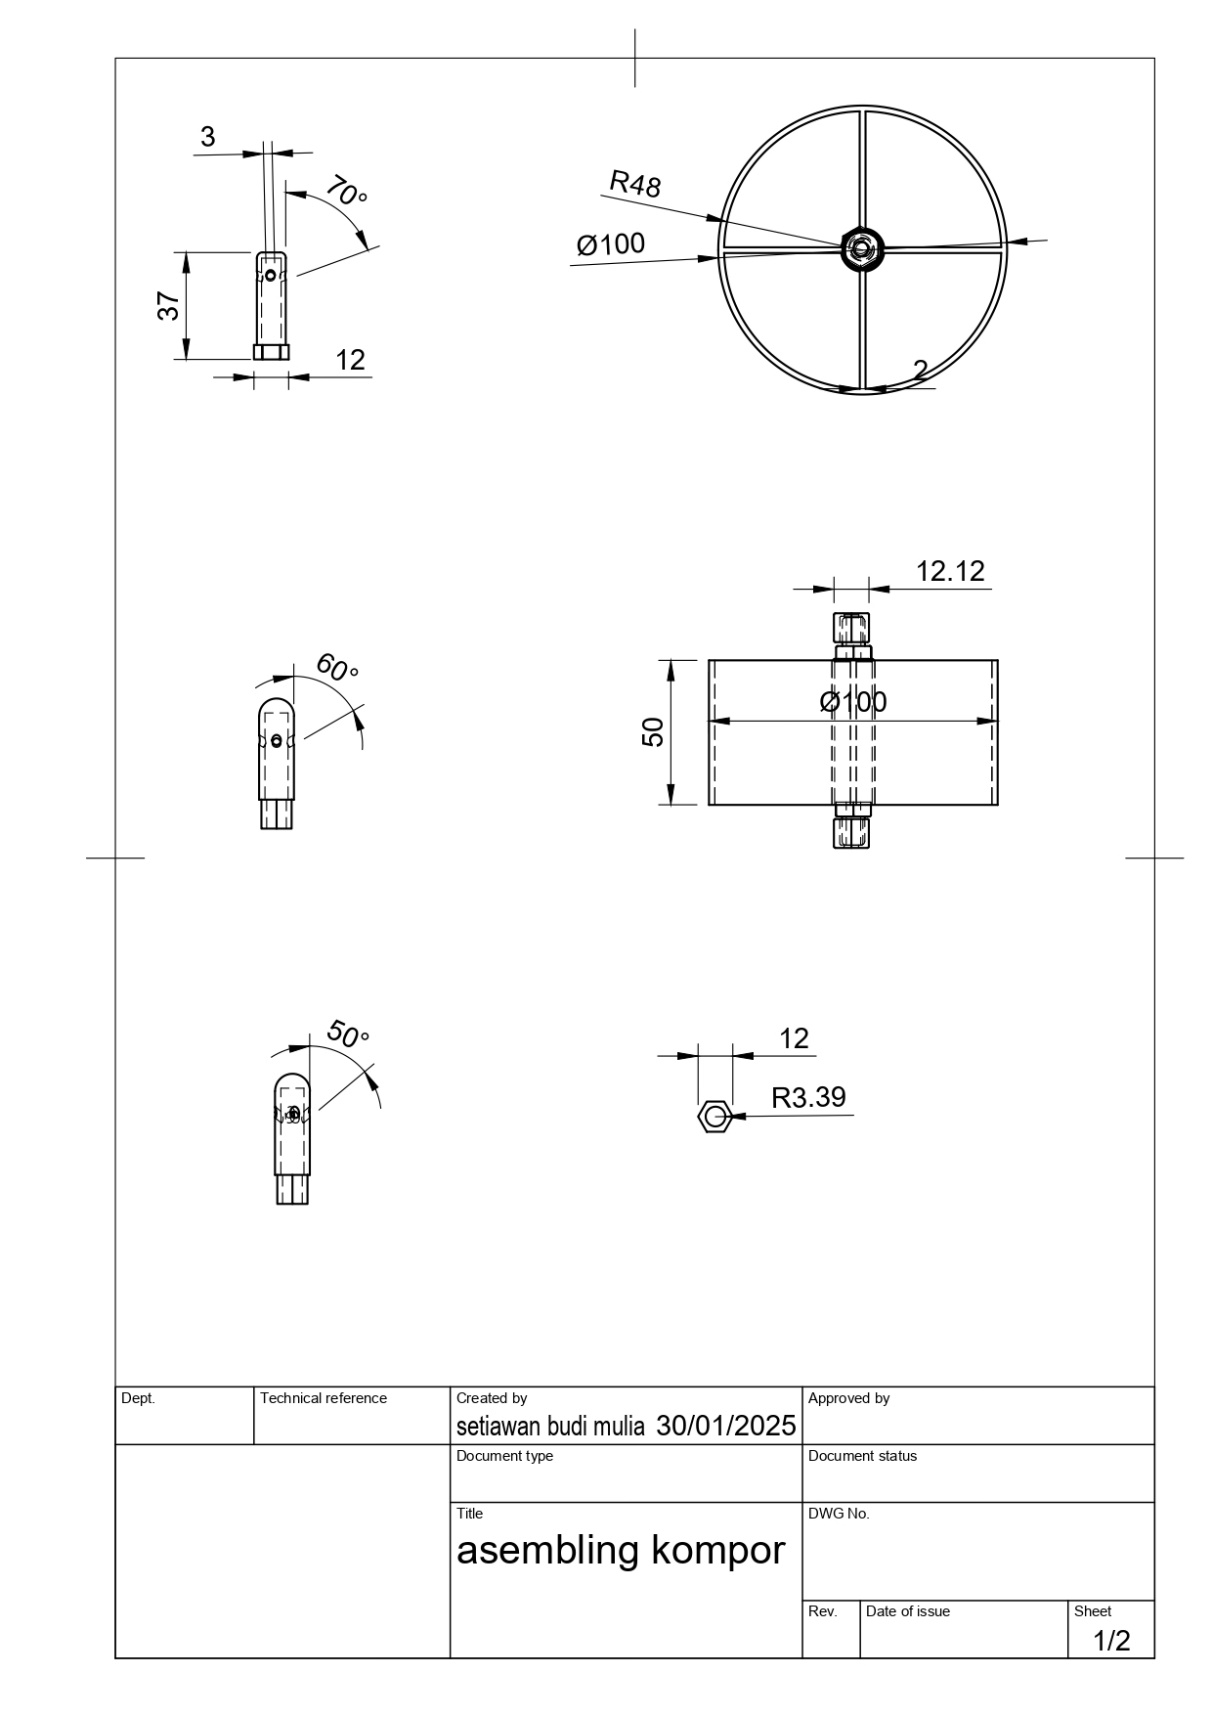 3
70°
37
12
R48
Ø100
2
12.12
60°
50
Ø100
50°
12
R3.39
Dept.
Technical reference
Created by
setiawan budi mulia 30/01/2025
Approved by
Document type
Document status
Title
asembling kompor
DWG No.
Rev.
Date of issue
Sheet
1/2